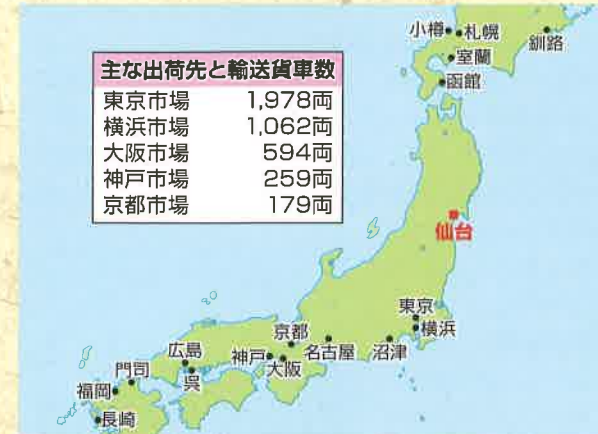 主な出荷先と輸送貨車数
東京市場 1,978両
横浜市場 1,062両
大阪市場 594両
神戸市場 259両
京都市場 179両
小樽
札幌
釧路
室蘭
函館
仙台
東京
横浜
京都
名古屋
沼津
広島
神戸
大阪
呉
門司
福岡
長崎